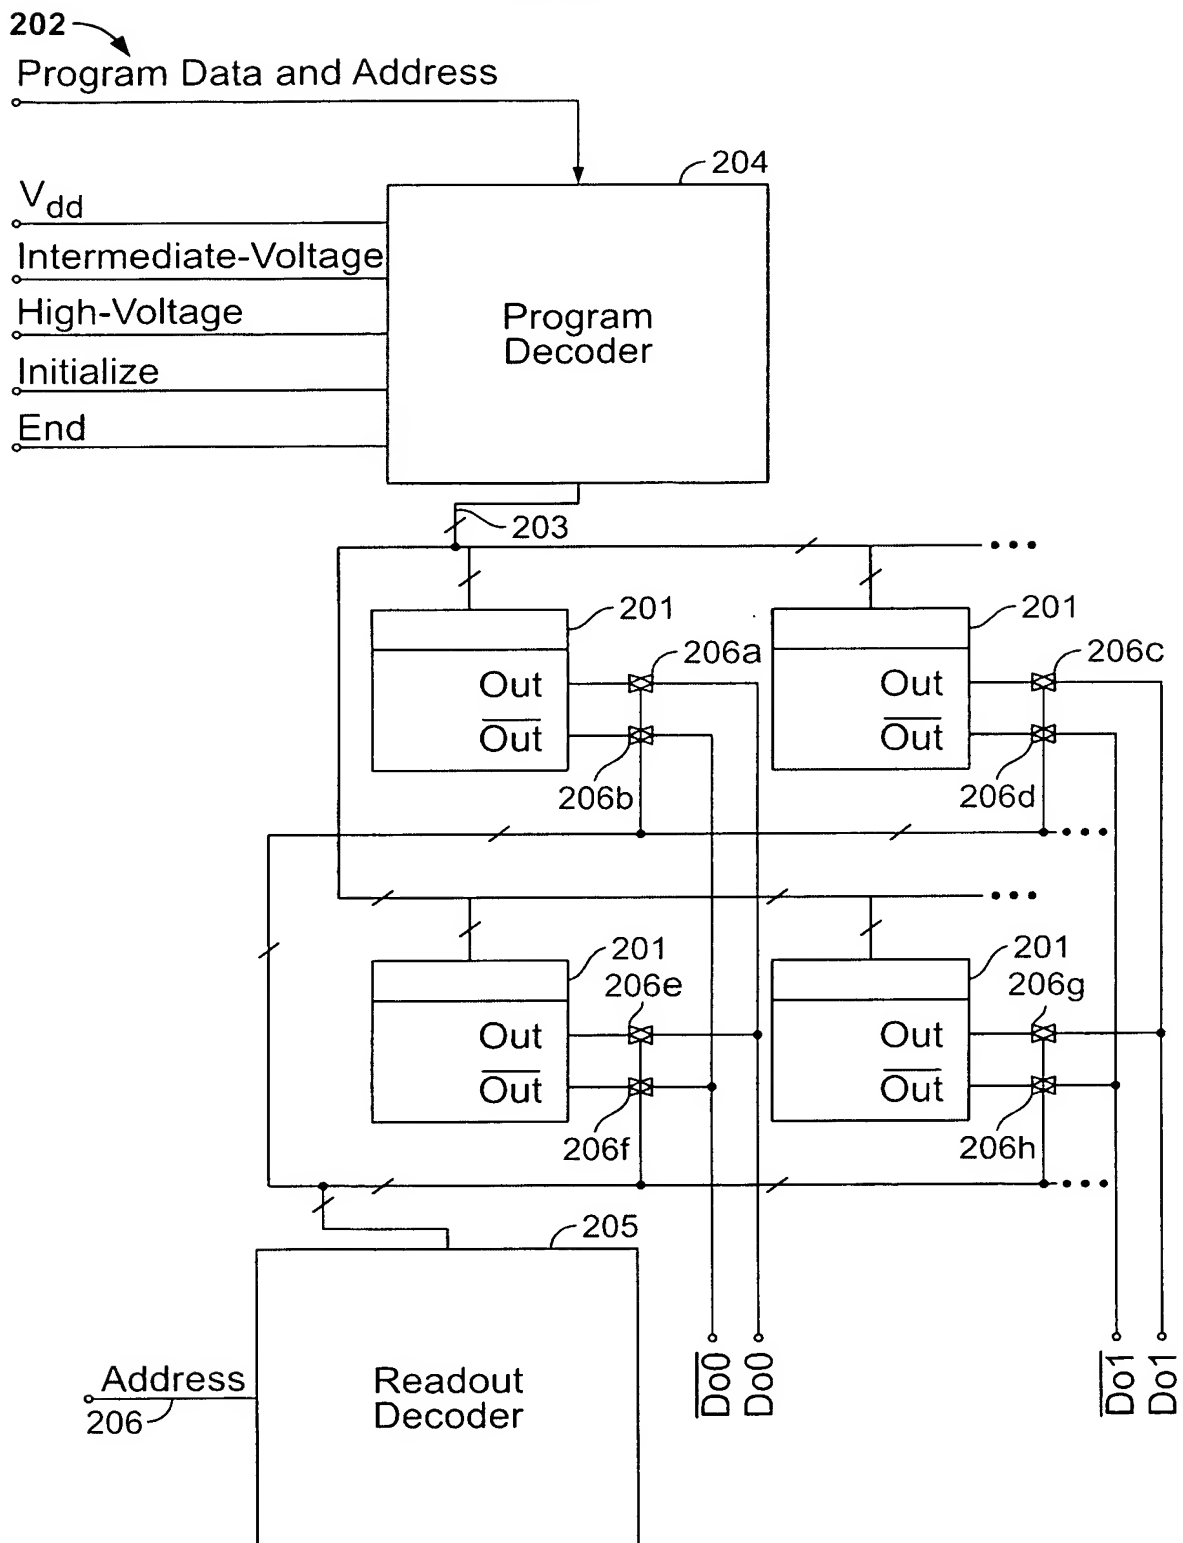 202
Program Data and Address
204
Vdd
Intermediate-Voltage
High-Voltage
Initialize
End
Program
Decoder
203
201
201
206a
206c
Out
Out
Out
Out
206b
206d
201
201
206e
206g
Out
Out
Out
Out
206f
206h
205
Address
206
Readout
Decoder
Do0
Do0
Do1
Do1